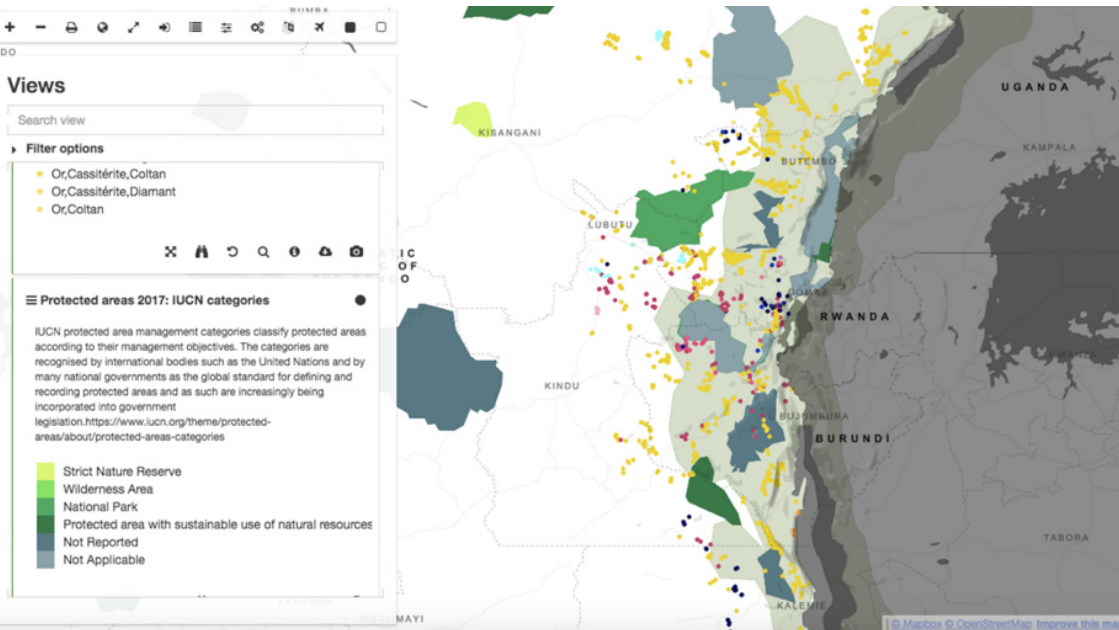 BUMBA
DO
Views
Search view
Filter options
Or,Cassitérite,Coltan
Or,Cassitérite,Diamant
Or,Coltan
Protected areas 2017: IUCN categories
IUCN protected area management categories classify protected areas
according to their management objectives. The categories are
recognised by international bodies such as the United Nations and by
many national governments as the global standard for defining and
recording protected areas and as such are increasingly being
incorporated into government
legislation.https://www.iucn.org/theme/protected-
areas/about/protected-areas-categories
Strict Nature Reserve
Wilderness Area
National Park
Protected area with sustainable use of natural resources
Not Reported
Not Applicable
UGANDA
KISANGANI
KAMPALA
BUTEMBO
LUBUTU
TIC
OF
O
GOMA
RWANDA
MWANZA
KINDU
BUJUMBURA
BURUNDI
TABORA
KALEMIE
MAYI
© Mapbox © OpenStreetMap Improve this ma